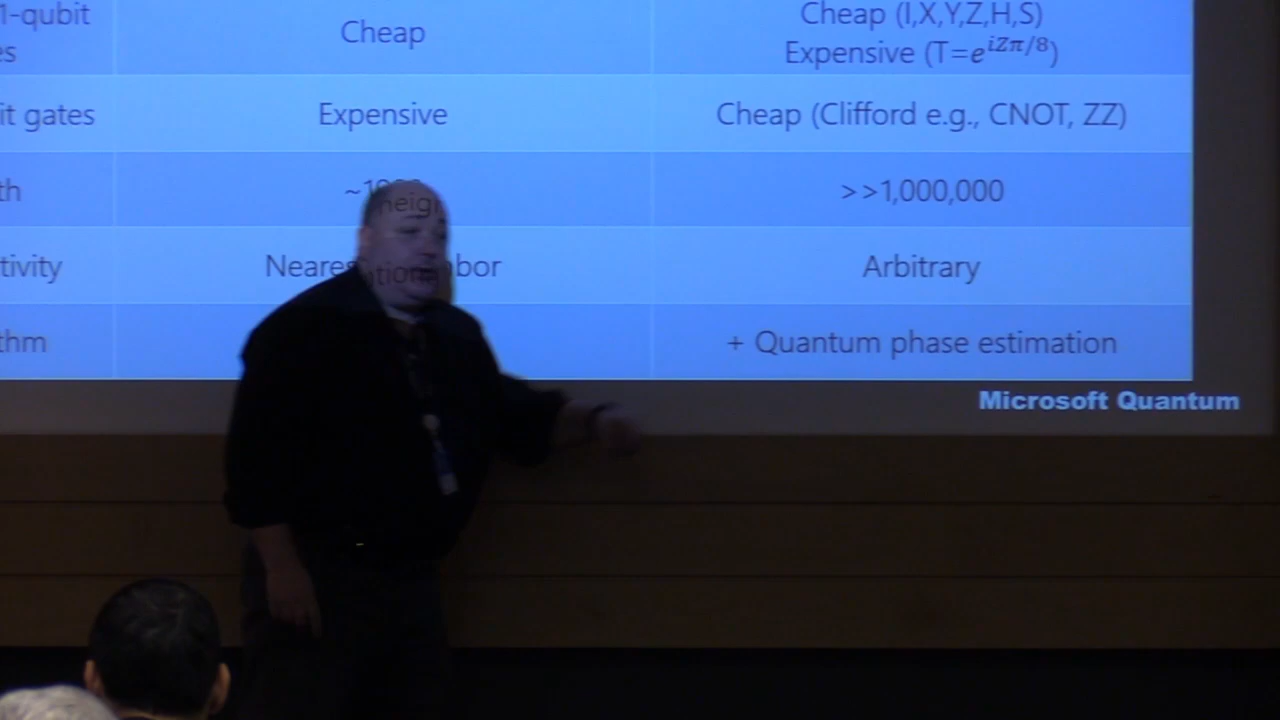 1-qubit
es
Cheap
Cheap (I,X,Y,Z,H,S)
Expensive (T=e^{iZπ/8})
it gates
Expensive
Cheap (Clifford e.g., CNOT, ZZ)
th
>>1,000,000
tivity
Arbitrary
thm
+ Quantum phase estimation
Microsoft Quantum